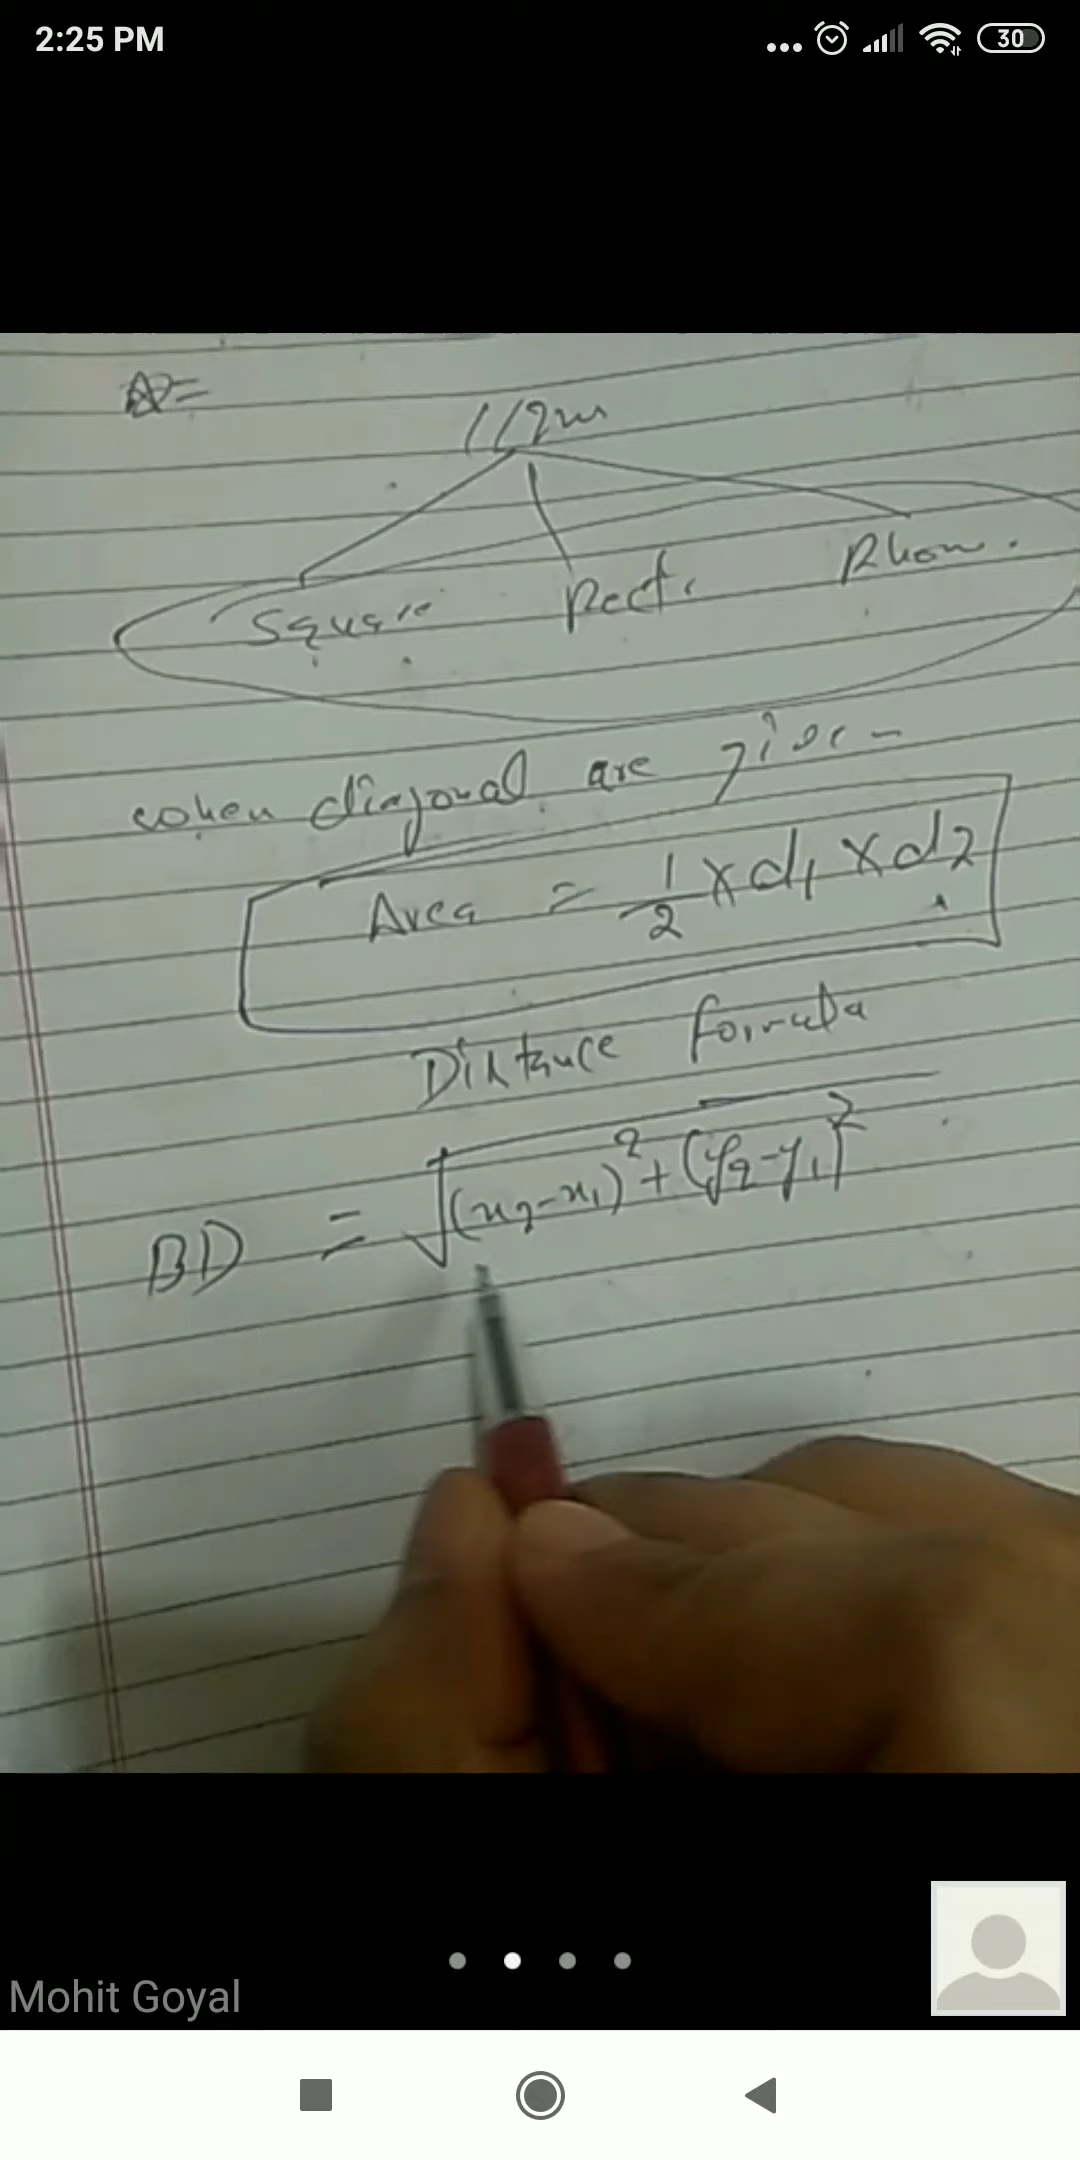 2:25 PM
30
A=
//gm
Square Rect. Rhom.
when diagonal are give-
Area = 1/2 x d1 x d2
Distance formula
BD = √(x2-x1)²+(y2-y1)²
Mohit Goyal